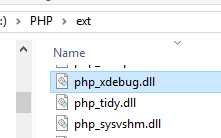 :) › PHP › ext
Name
php_xdebug.dll
php_tidy.dll
php_sysvshm.dll